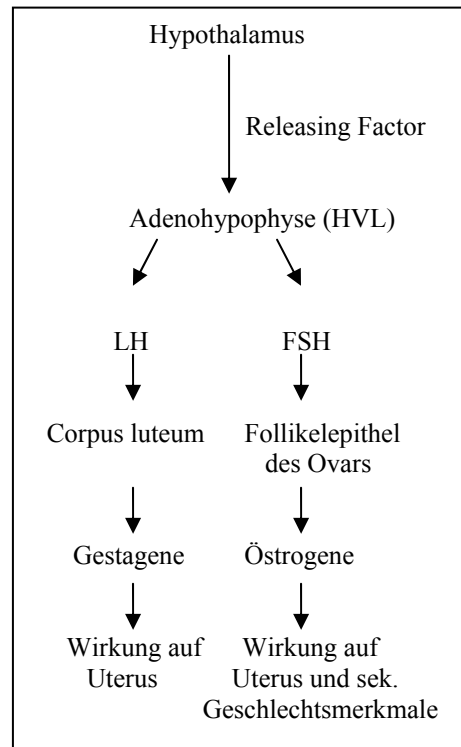 Hypothalamus
Releasing Factor
Adenohypophyse (HVL)
LH
FSH
Corpus luteum
Follikelepithel
des Ovars
Gestagene
Östrogene
Wirkung auf
Uterus
Wirkung auf
Uterus und sek.
Geschlechtsmerkmale